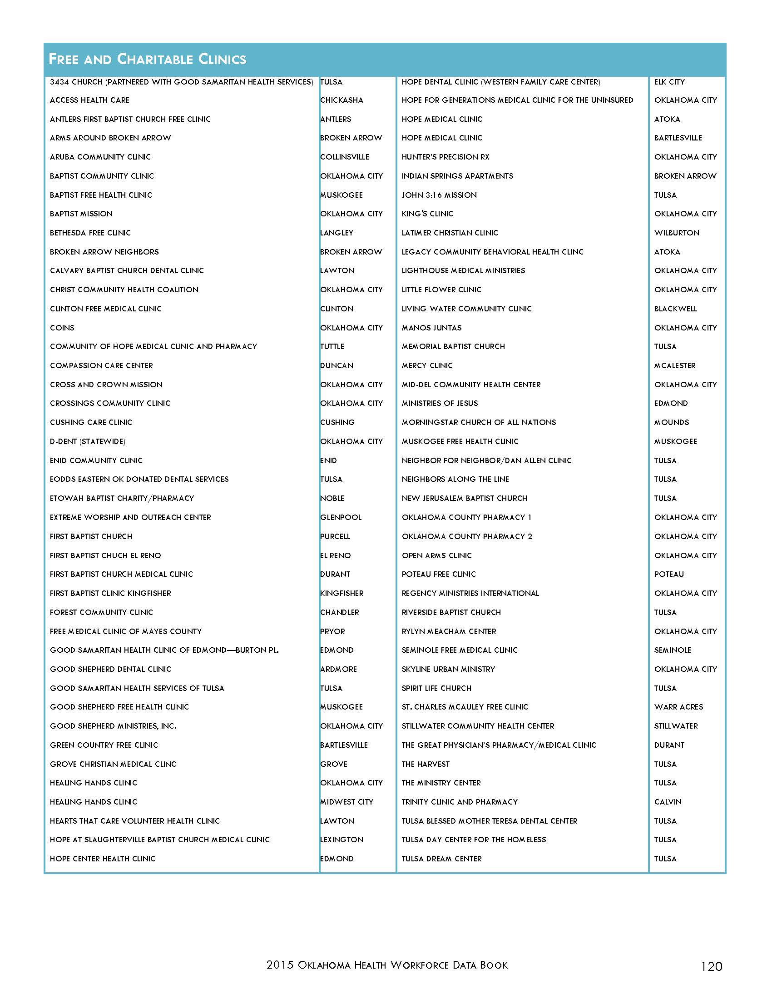 FREE AND CHARITABLE CLINICS
3434 CHURCH (PARTNERED WITH GOOD SAMARITAN HEALTH SERVICES) TULSA HOPE DENTAL CLINIC (WESTERN FAMILY CARE CENTER) ELK CITY
ACCESS HEALTH CARE CHICKASHA HOPE FOR GENERATIONS MEDICAL CLINIC FOR THE UNINSURED OKLAHOMA CITY
ANTLERS FIRST BAPTIST CHURCH FREE CLINIC ANTLERS HOPE MEDICAL CLINIC ATOKA
ARMS AROUND BROKEN ARROW BROKEN ARROW HOPE MEDICAL CLINIC BARTLESVILLE
ARUBA COMMUNITY CLINIC COLLINSVILLE HUNTER'S PRECISION RX OKLAHOMA CITY
BAPTIST COMMUNITY CLINIC OKLAHOMA CITY INDIAN SPRINGS APARTMENTS BROKEN ARROW
BAPTIST FREE HEALTH CLINIC MUSKOGEE JOHN 3:16 MISSION TULSA
BAPTIST MISSION OKLAHOMA CITY KING'S CLINIC OKLAHOMA CITY
BETHESDA FREE CLINIC LANGLEY LATIMER CHRISTIAN CLINIC WILBURTON
BROKEN ARROW NEIGHBORS BROKEN ARROW LEGACY COMMUNITY BEHAVIORAL HEALTH CLINC ATOKA
CALVARY BAPTIST CHURCH DENTAL CLINIC LAWTON LIGHTHOUSE MEDICAL MINISTRIES OKLAHOMA CITY
CHRIST COMMUNITY HEALTH COALITION OKLAHOMA CITY LITTLE FLOWER CLINIC OKLAHOMA CITY
CLINTON FREE MEDICAL CLINIC CLINTON LIVING WATER COMMUNITY CLINIC BLACKWELL
COINS OKLAHOMA CITY MANOS JUNTAS OKLAHOMA CITY
COMMUNITY OF HOPE MEDICAL CLINIC AND PHARMACY TUTTLE MEMORIAL BAPTIST CHURCH TULSA
COMPASSION CARE CENTER DUNCAN MERCY CLINIC MCALESTER
CROSS AND CROWN MISSION OKLAHOMA CITY MID-DEL COMMUNITY HEALTH CENTER OKLAHOMA CITY
CROSSINGS COMMUNITY CLINIC OKLAHOMA CITY MINISTRIES OF JESUS EDMOND
CUSHING CARE CLINIC CUSHING MORNINGSTAR CHURCH OF ALL NATIONS MOUNDS
D-DENT (STATEWIDE) OKLAHOMA CITY MUSKOGEE FREE HEALTH CLINIC MUSKOGEE
ENID COMMUNITY CLINIC ENID NEIGHBOR FOR NEIGHBOR/DAN ALLEN CLINIC TULSA
EODDS EASTERN OK DONATED DENTAL SERVICES TULSA NEIGHBORS ALONG THE LINE TULSA
ETOWAH BAPTIST CHARITY/PHARMACY NOBLE NEW JERUSALEM BAPTIST CHURCH TULSA
EXTREME WORSHIP AND OUTREACH CENTER GLENPOOL OKLAHOMA COUNTY PHARMACY 1 OKLAHOMA CITY
FIRST BAPTIST CHURCH PURCELL OKLAHOMA COUNTY PHARMACY 2 OKLAHOMA CITY
FIRST BAPTIST CHUCH EL RENO EL RENO OPEN ARMS CLINIC OKLAHOMA CITY
FIRST BAPTIST CHURCH MEDICAL CLINIC DURANT POTEAU FREE CLINIC POTEAU
FIRST BAPTIST CLINIC KINGFISHER KINGFISHER REGENCY MINISTRIES INTERNATIONAL OKLAHOMA CITY
FOREST COMMUNITY CLINIC CHANDLER RIVERSIDE BAPTIST CHURCH TULSA
FREE MEDICAL CLINIC OF MAYES COUNTY PRYOR RYLYN MEACHAM CENTER OKLAHOMA CITY
GOOD SAMARITAN HEALTH CLINIC OF EDMOND—BURTON PL. EDMOND SEMINOLE FREE MEDICAL CLINIC SEMINOLE
GOOD SHEPHERD DENTAL CLINIC ARDMORE SKYLINE URBAN MINISTRY OKLAHOMA CITY
GOOD SAMARITAN HEALTH SERVICES OF TULSA TULSA SPIRIT LIFE CHURCH TULSA
GOOD SHEPHERD FREE HEALTH CLINIC MUSKOGEE ST. CHARLES MCAULEY FREE CLINIC WARR ACRES
GOOD SHEPHERD MINISTRIES, INC. OKLAHOMA CITY STILLWATER COMMUNITY HEALTH CENTER STILLWATER
GREEN COUNTRY FREE CLINIC BARTLESVILLE THE GREAT PHYSICIAN'S PHARMACY/MEDICAL CLINIC DURANT
GROVE CHRISTIAN MEDICAL CLINC GROVE THE HARVEST TULSA
HEALING HANDS CLINIC OKLAHOMA CITY THE MINISTRY CENTER TULSA
HEALING HANDS CLINIC MIDWEST CITY TRINITY CLINIC AND PHARMACY CALVIN
HEARTS THAT CARE VOLUNTEER HEALTH CLINIC LAWTON TULSA BLESSED MOTHER TERESA DENTAL CENTER TULSA
HOPE AT SLAUGHTERVILLE BAPTIST CHURCH MEDICAL CLINIC LEXINGTON TULSA DAY CENTER FOR THE HOMELESS TULSA
HOPE CENTER HEALTH CLINIC EDMOND TULSA DREAM CENTER TULSA
2015 OKLAHOMA HEALTH WORKFORCE DATA BOOK 120